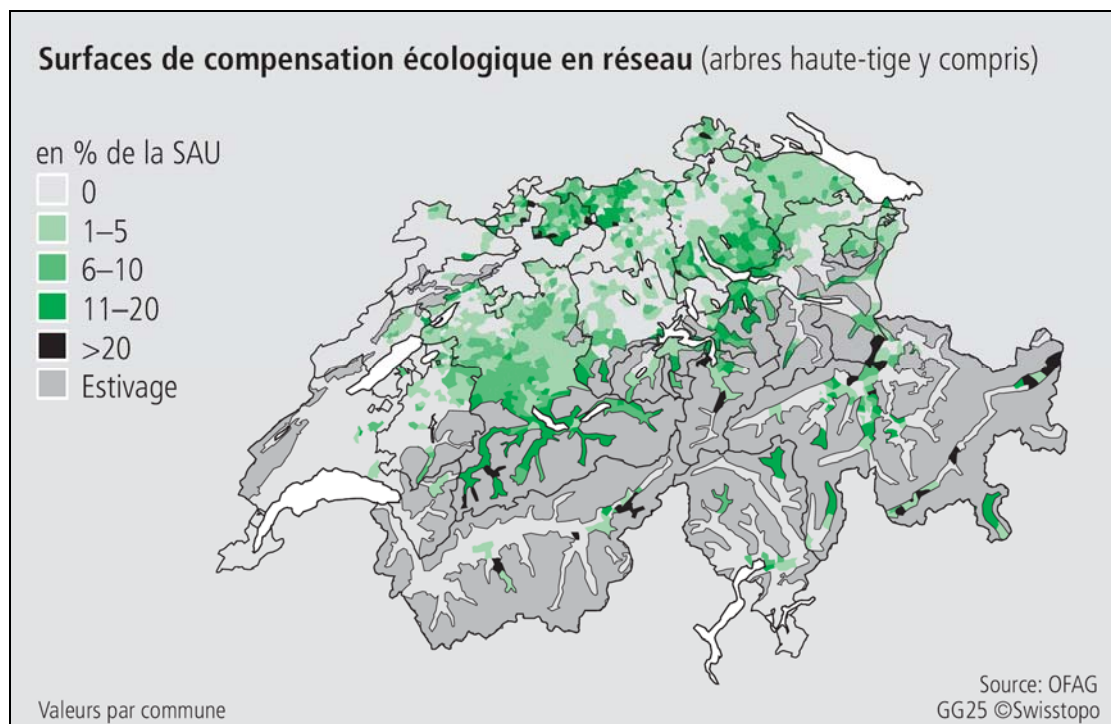 Surfaces de compensation écologique en réseau (arbres haute-tige y compris)
en % de la SAU
0
1–5
6–10
11–20
>20
Estivage
Source: OFAG
Valeurs par commune
GG25 ©Swisstopo